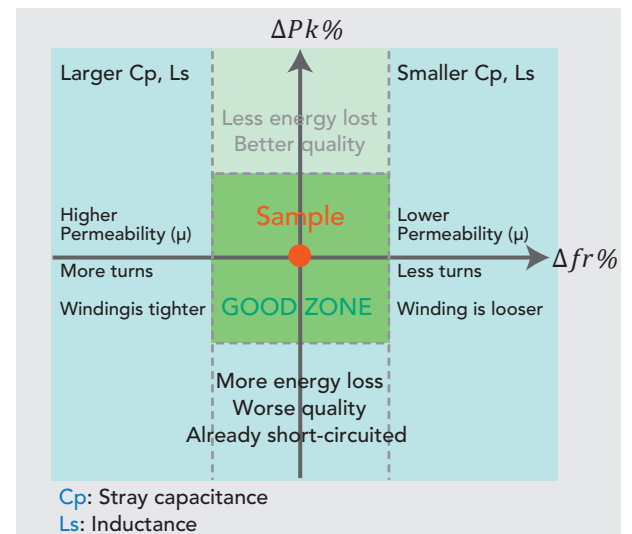 ΔPk%
Larger Cp, Ls
Smaller Cp, Ls
Less energy lost
Better quality
Higher
Permeability (μ)
Sample
Lower
Permeability (μ)
Δfr%
More turns
Less turns
Windingis tighter
GOOD ZONE
Winding is looser
More energy loss
Worse quality
Already short-circuited
Cp: Stray capacitance
Ls: Inductance